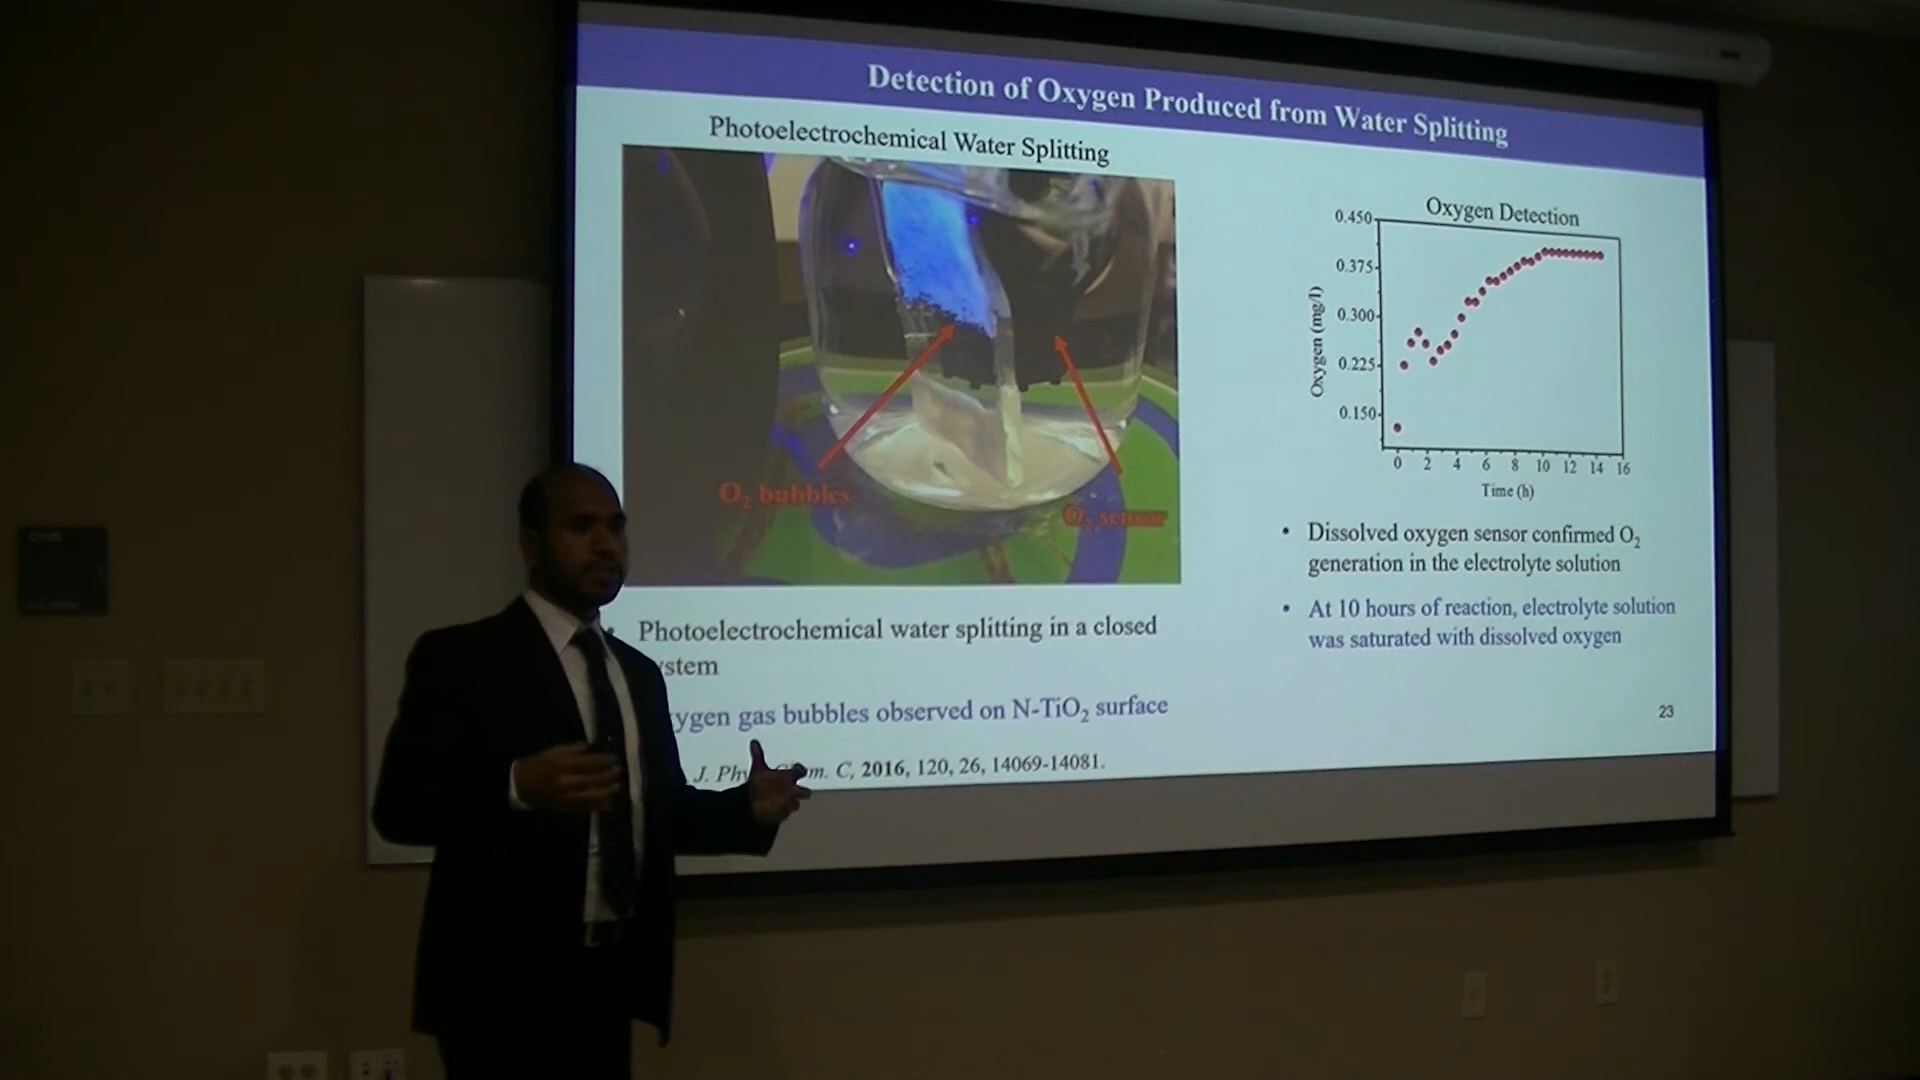 Detection of Oxygen Produced from Water Splitting
Photoelectrochemical Water Splitting
O₂ bubbles
O₂ sensor
Photoelectrochemical water splitting in a closed
ystem
ygen gas bubbles observed on N-TiO₂ surface
J. Phy m. C, 2016, 120, 26, 14069-14081.
Oxygen Detection
0.450
0.375
0.300
0.225
0.150
Oxygen (mg/l)
0 2 4 6 8 10 12 14 16
Time (h)
• Dissolved oxygen sensor confirmed O₂
generation in the electrolyte solution
• At 10 hours of reaction, electrolyte solution
was saturated with dissolved oxygen
23